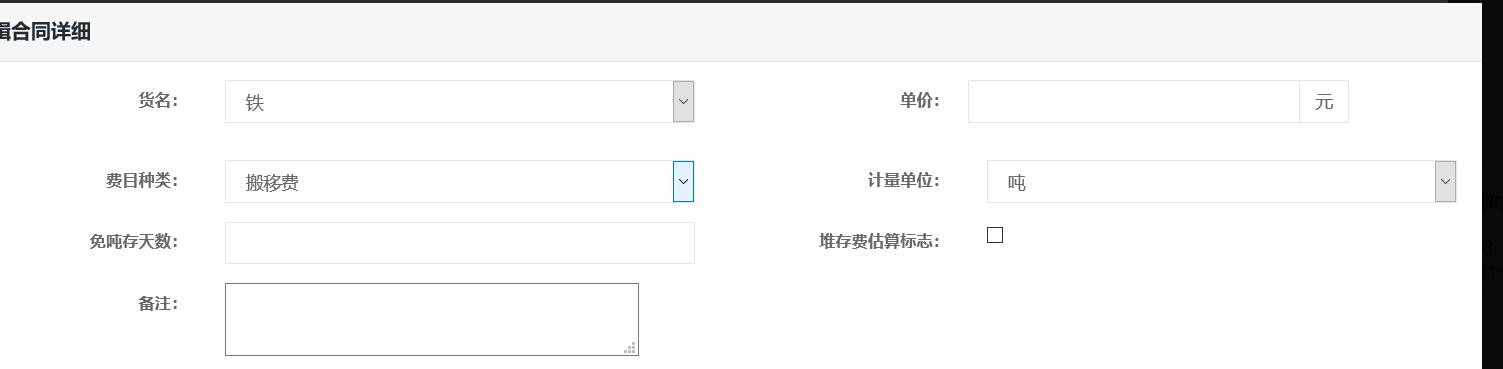 辑合同详细
货名： 铁 单价： 元
费目种类： 搬移费 计量单位： 吨
免吨存天数： 堆存费估算标志：
备注：